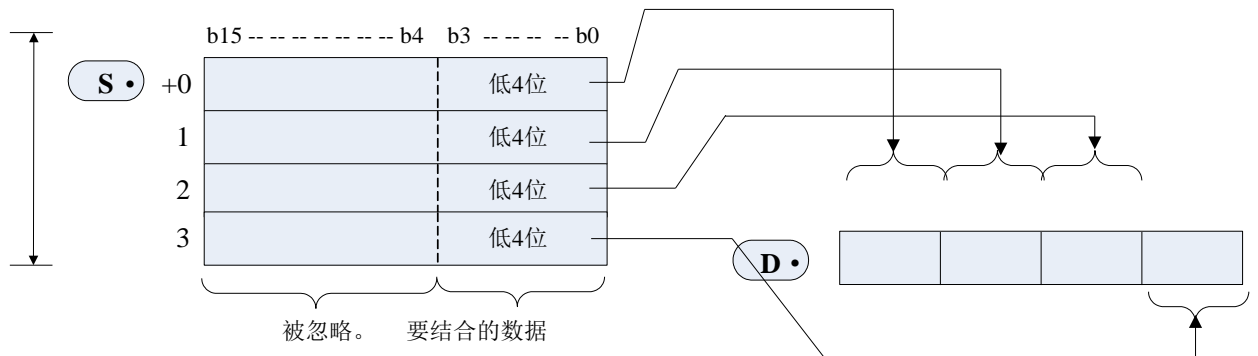 b15 -- -- -- -- -- -- -- b4 b3 -- -- -- -- b0
S • +0 低4位
1 低4位
2 低4位
3 低4位
D •
被忽略。 要结合的数据